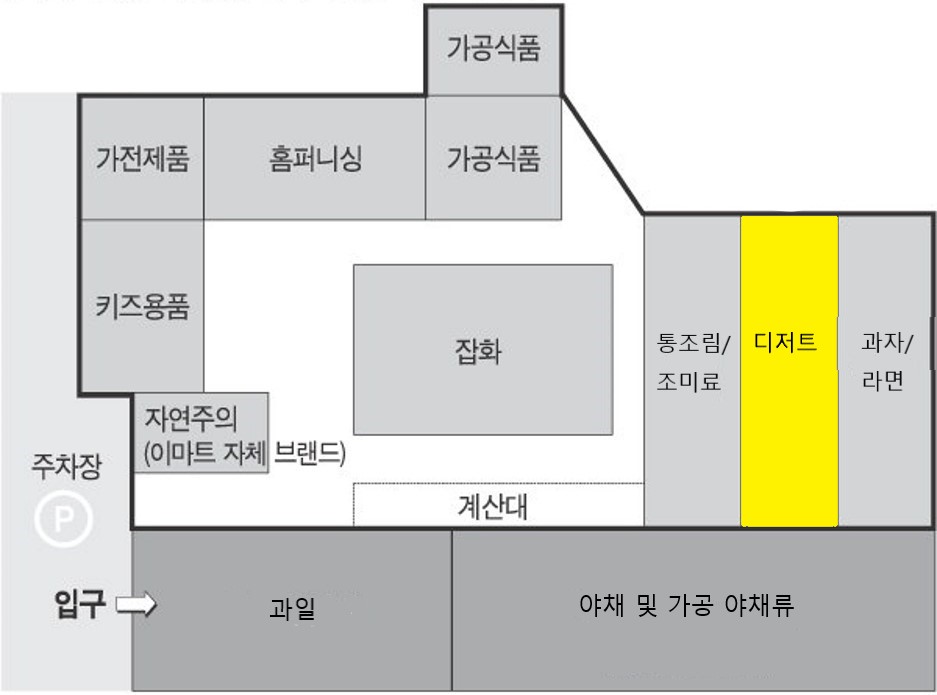 가공식품
가전제품
홈퍼니싱
가공식품
키즈용품
잡화
통조림/
조미료
디저트
과자/
라면
자연주의
(이마트 자체 브랜드)
주차장
P
계산대
입구
과일
야채 및 가공 야채류